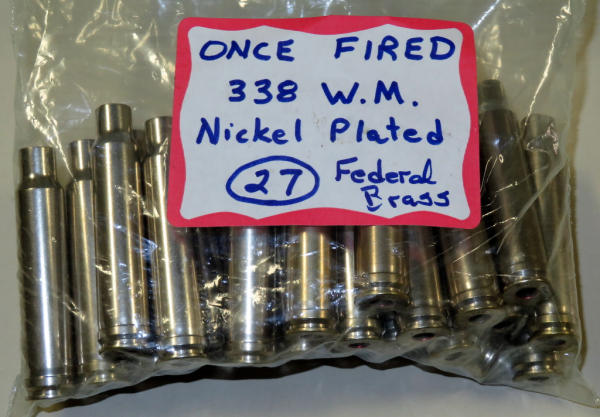 ONCE FIRED
338 W.M.
Nickel Plated
27 Federal
Brass